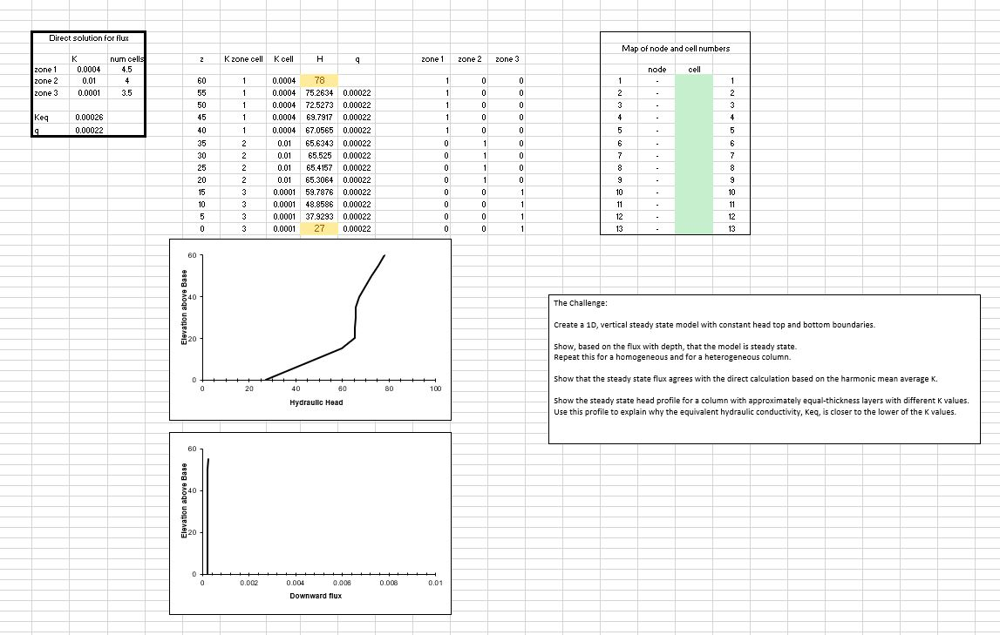 Direct solution for flux
K num cells
zone 1 0.0004 4.5
zone 2 0.01 4
zone 3 0.0001 3.5
Keq 0.00026
q 0.00022
z K zone cell K cell H q zone 1 zone 2 zone 3
60 1 0.0004 78 1 0 0
55 1 0.0004 75.2634 0.00022 1 0 0
50 1 0.0004 72.5273 0.00022 1 0 0
45 1 0.0004 69.7917 0.00022 1 0 0
40 1 0.0004 67.0565 0.00022 1 0 0
35 2 0.01 65.6343 0.00022 0 1 0
30 2 0.01 65.525 0.00022 0 1 0
25 2 0.01 65.4157 0.00022 0 1 0
20 2 0.01 65.3064 0.00022 0 1 0
15 3 0.0001 59.7876 0.00022 0 0 1
10 3 0.0001 48.8586 0.00022 0 0 1
5 3 0.0001 37.9293 0.00022 0 0 1
0 3 0.0001 27 0.00022 0 0 1
Map of node and cell numbers
node cell
1 - 1
2 - 2
3 - 3
4 - 4
5 - 5
6 - 6
7 - 7
8 - 8
9 - 9
10 - 10
11 - 11
12 - 12
13 - 13
60
40
20
0
Elevation above Base
0 20 40 60 80 100
Hydraulic Head
The Challenge:
Create a 1D, vertical steady state model with constant head top and bottom boundaries.
Show, based on the flux with depth, that the model is steady state.
Repeat this for a homogeneous and for a heterogeneous column.
Show that the steady state flux agrees with the direct calculation based on the harmonic mean average K.
Show the steady state head profile for a column with approximately equal-thickness layers with different K values.
Use this profile to explain why the equivalent hydraulic conductivity, Keq, is closer to the lower of the K values.
60
40
20
0
Elevation above Base
0 0.002 0.004 0.006 0.008 0.01
Downward flux